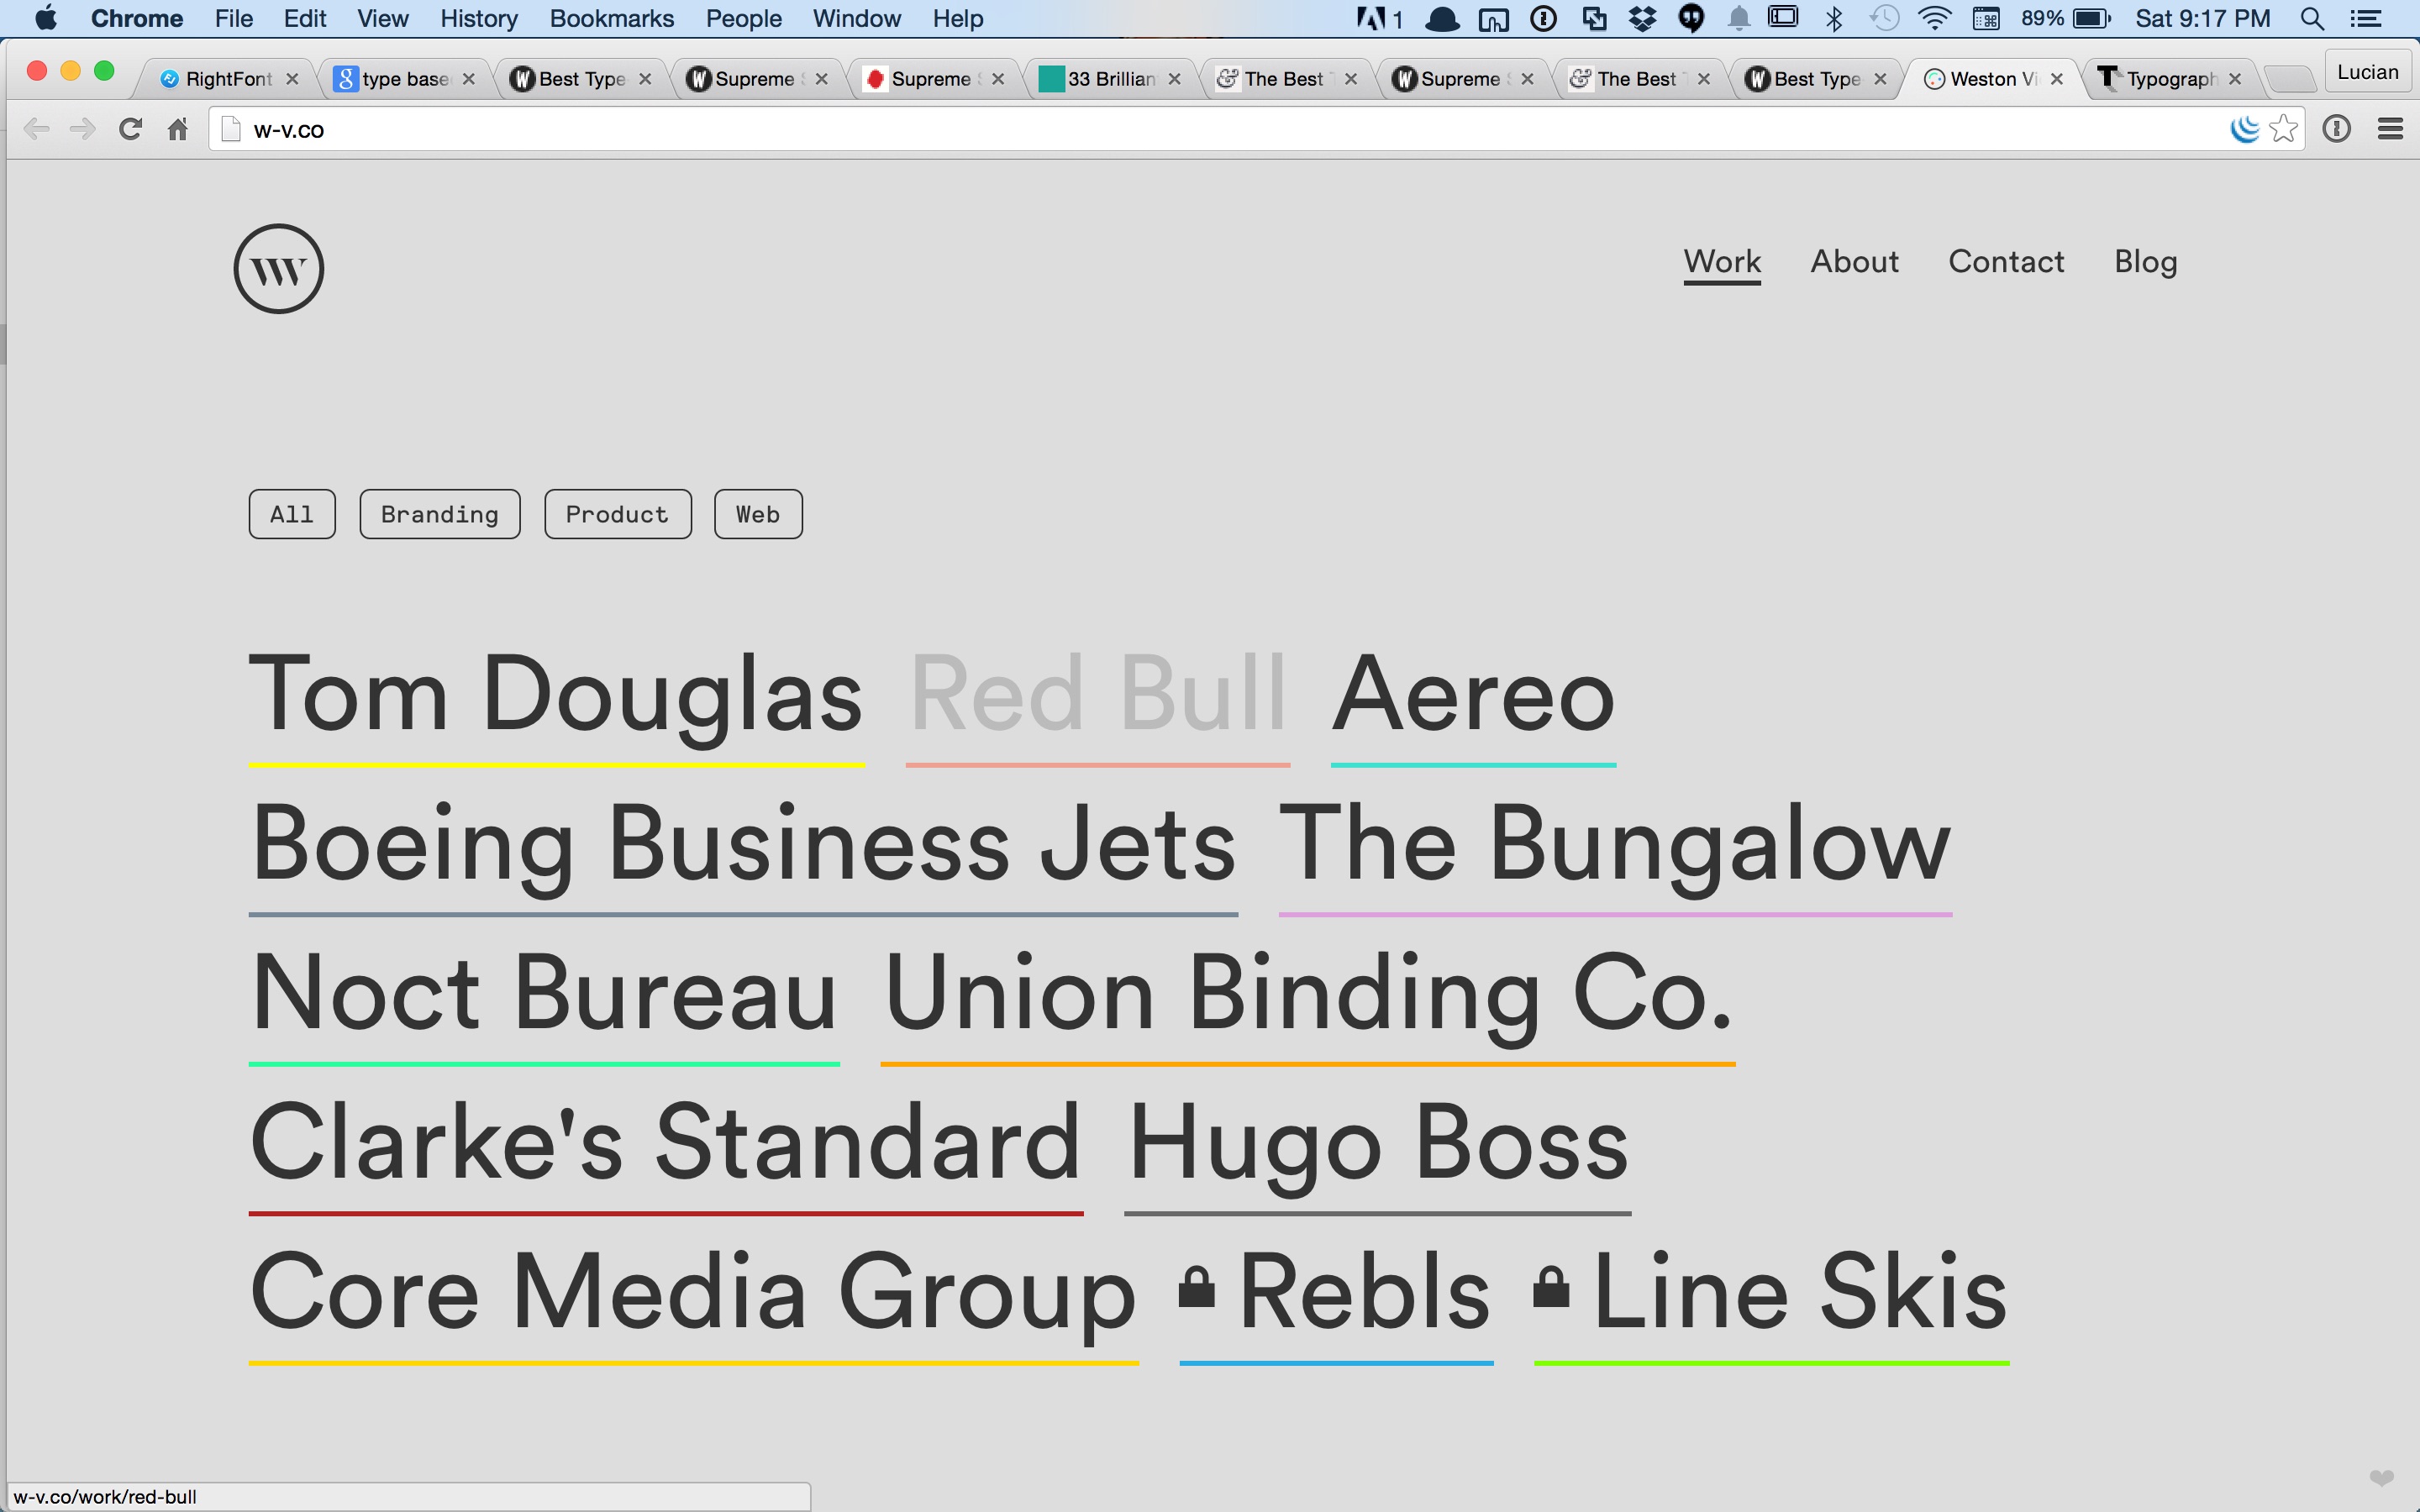 Chrome File Edit View History Bookmarks People Window Help 1 89% Sat 9:17 PM
RightFont type base Best Type Supreme Supreme 33 Brillian The Best Supreme The Best Best Type Weston Vi Typograph Lucian
w-v.co
Work About Contact Blog
All Branding Product Web
Tom Douglas Red Bull Aereo
Boeing Business Jets The Bungalow
Noct Bureau Union Binding Co.
Clarke's Standard Hugo Boss
Core Media Group Rebls Line Skis
w-v.co/work/red-bull